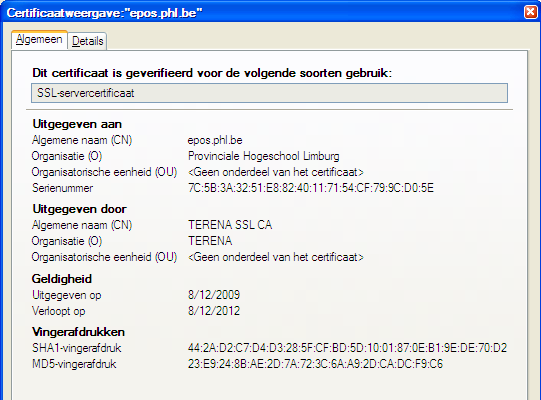 Certificaatweergave:"epos.phl.be"
Algemeen Details
Dit certificaat is geverifieerd voor de volgende soorten gebruik:
SSL-servercertificaat
Uitgegeven aan
Algemene naam (CN) epos.phl.be
Organisatie (O) Provinciale Hogeschool Limburg
Organisatorische eenheid (OU) <Geen onderdeel van het certificaat>
Serienummer 7C:5B:3A:32:51:E8:82:40:11:71:54:CF:79:9C:D0:5E
Uitgegeven door
Algemene naam (CN) TERENA SSL CA
Organisatie (O) TERENA
Organisatorische eenheid (OU) <Geen onderdeel van het certificaat>
Geldigheid
Uitgegeven op 8/12/2009
Verloopt op 8/12/2012
Vingerafdrukken
SHA1-vingerafdruk 44:2A:D2:C7:D4:D3:28:5F:CF:BD:5D:10:01:87:0E:B1:9E:DE:70:D2
MD5-vingerafdruk 23:E9:24:8B:AE:2D:7A:72:3C:6A:A9:2D:CA:DC:F9:C6